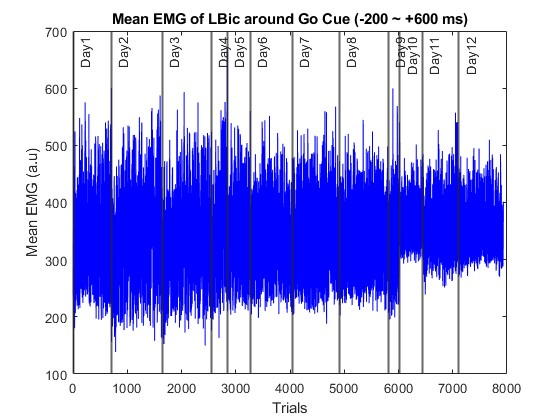 Mean EMG of LBic around Go Cue (-200 ~ +600 ms)
700
600
500
400
300
200
100
Mean EMG (a.u)
Day1
Day2
Day3
Day4
Day5
Day6
Day7
Day8
Day9
Day10
Day11
Day12
0
1000
2000
3000
4000
5000
6000
7000
8000
Trials